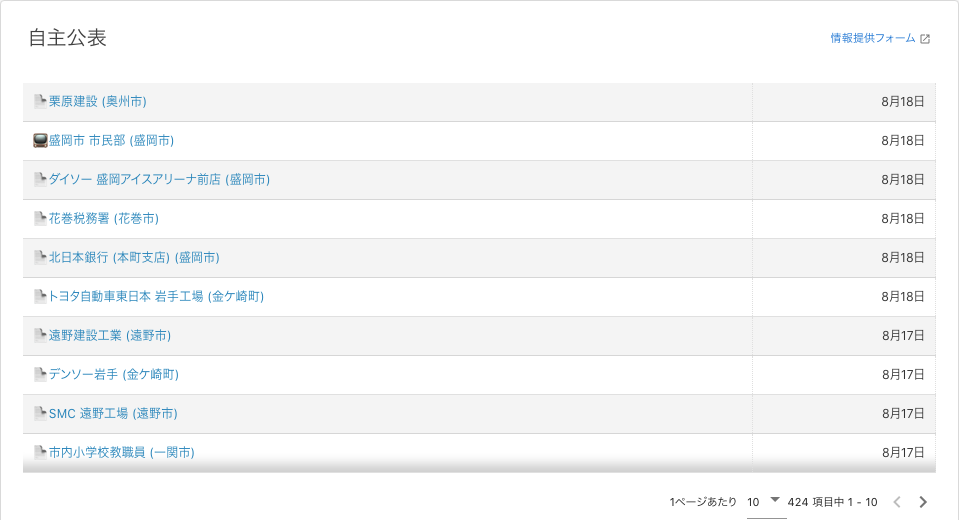 自主公表
情報提供フォーム
栗原建設 (奥州市) 8月18日
盛岡市 市民部 (盛岡市) 8月18日
ダイソー 盛岡アイスアリーナ前店 (盛岡市) 8月18日
花巻税務署 (花巻市) 8月18日
北日本銀行 (本町支店) (盛岡市) 8月18日
トヨタ自動車東日本 岩手工場 (金ケ崎町) 8月18日
遠野建設工業 (遠野市) 8月17日
デンソー岩手 (金ケ崎町) 8月17日
SMC 遠野工場 (遠野市) 8月17日
市内小学校教職員 (一関市) 8月17日
1ページあたり 10 424 項目中 1 - 10